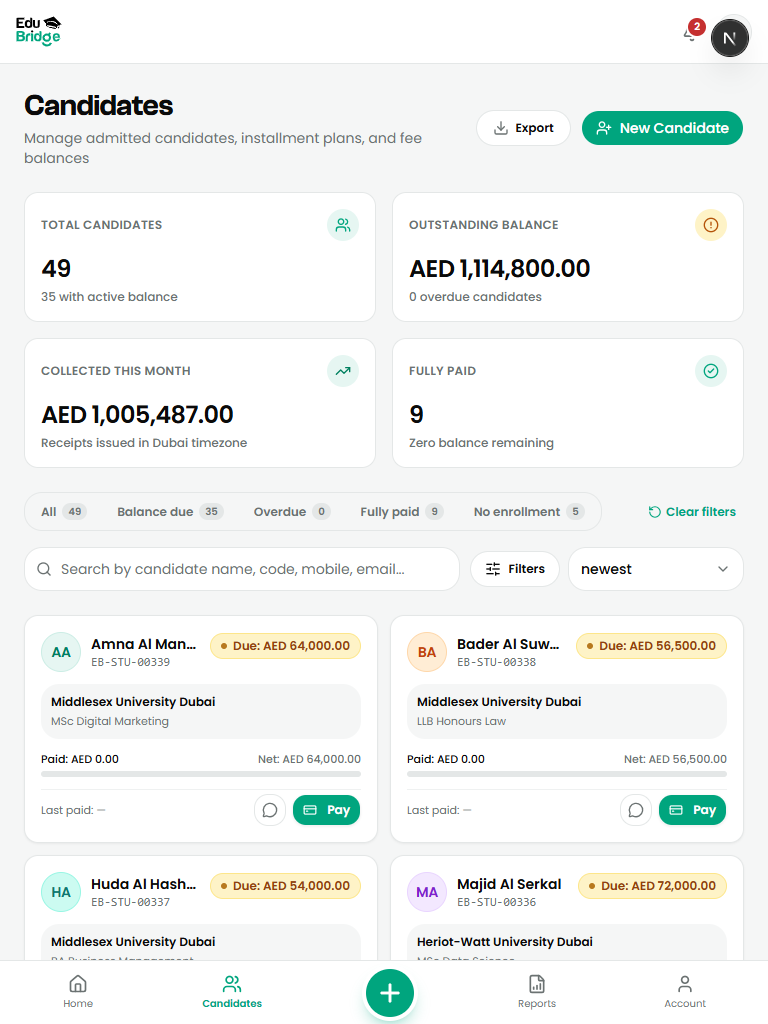 Edu
Bridge
2
N
Candidates
Manage admitted candidates, installment plans, and fee
balances
Export
New Candidate
TOTAL CANDIDATES
49
35 with active balance
OUTSTANDING BALANCE
AED 1,114,800.00
0 overdue candidates
COLLECTED THIS MONTH
AED 1,005,487.00
Receipts issued in Dubai timezone
FULLY PAID
9
Zero balance remaining
All 49 Balance due 35 Overdue 0 Fully paid 9 No enrollment 5 Clear filters
Search by candidate name, code, mobile, email... Filters newest
AA Amna Al Man... Due: AED 64,000.00
EB-STU-00339
Middlesex University Dubai
MSc Digital Marketing
Paid: AED 0.00 Net: AED 64,000.00
Last paid: — Pay
BA Bader Al Suw... Due: AED 56,500.00
EB-STU-00338
Middlesex University Dubai
LLB Honours Law
Paid: AED 0.00 Net: AED 56,500.00
Last paid: — Pay
HA Huda Al Hash... Due: AED 54,000.00
EB-STU-00337
Middlesex University Dubai
BA Business Management
MA Majid Al Serkal Due: AED 72,000.00
EB-STU-00336
Heriot-Watt University Dubai
MSc Data Science
Home Candidates Reports Account